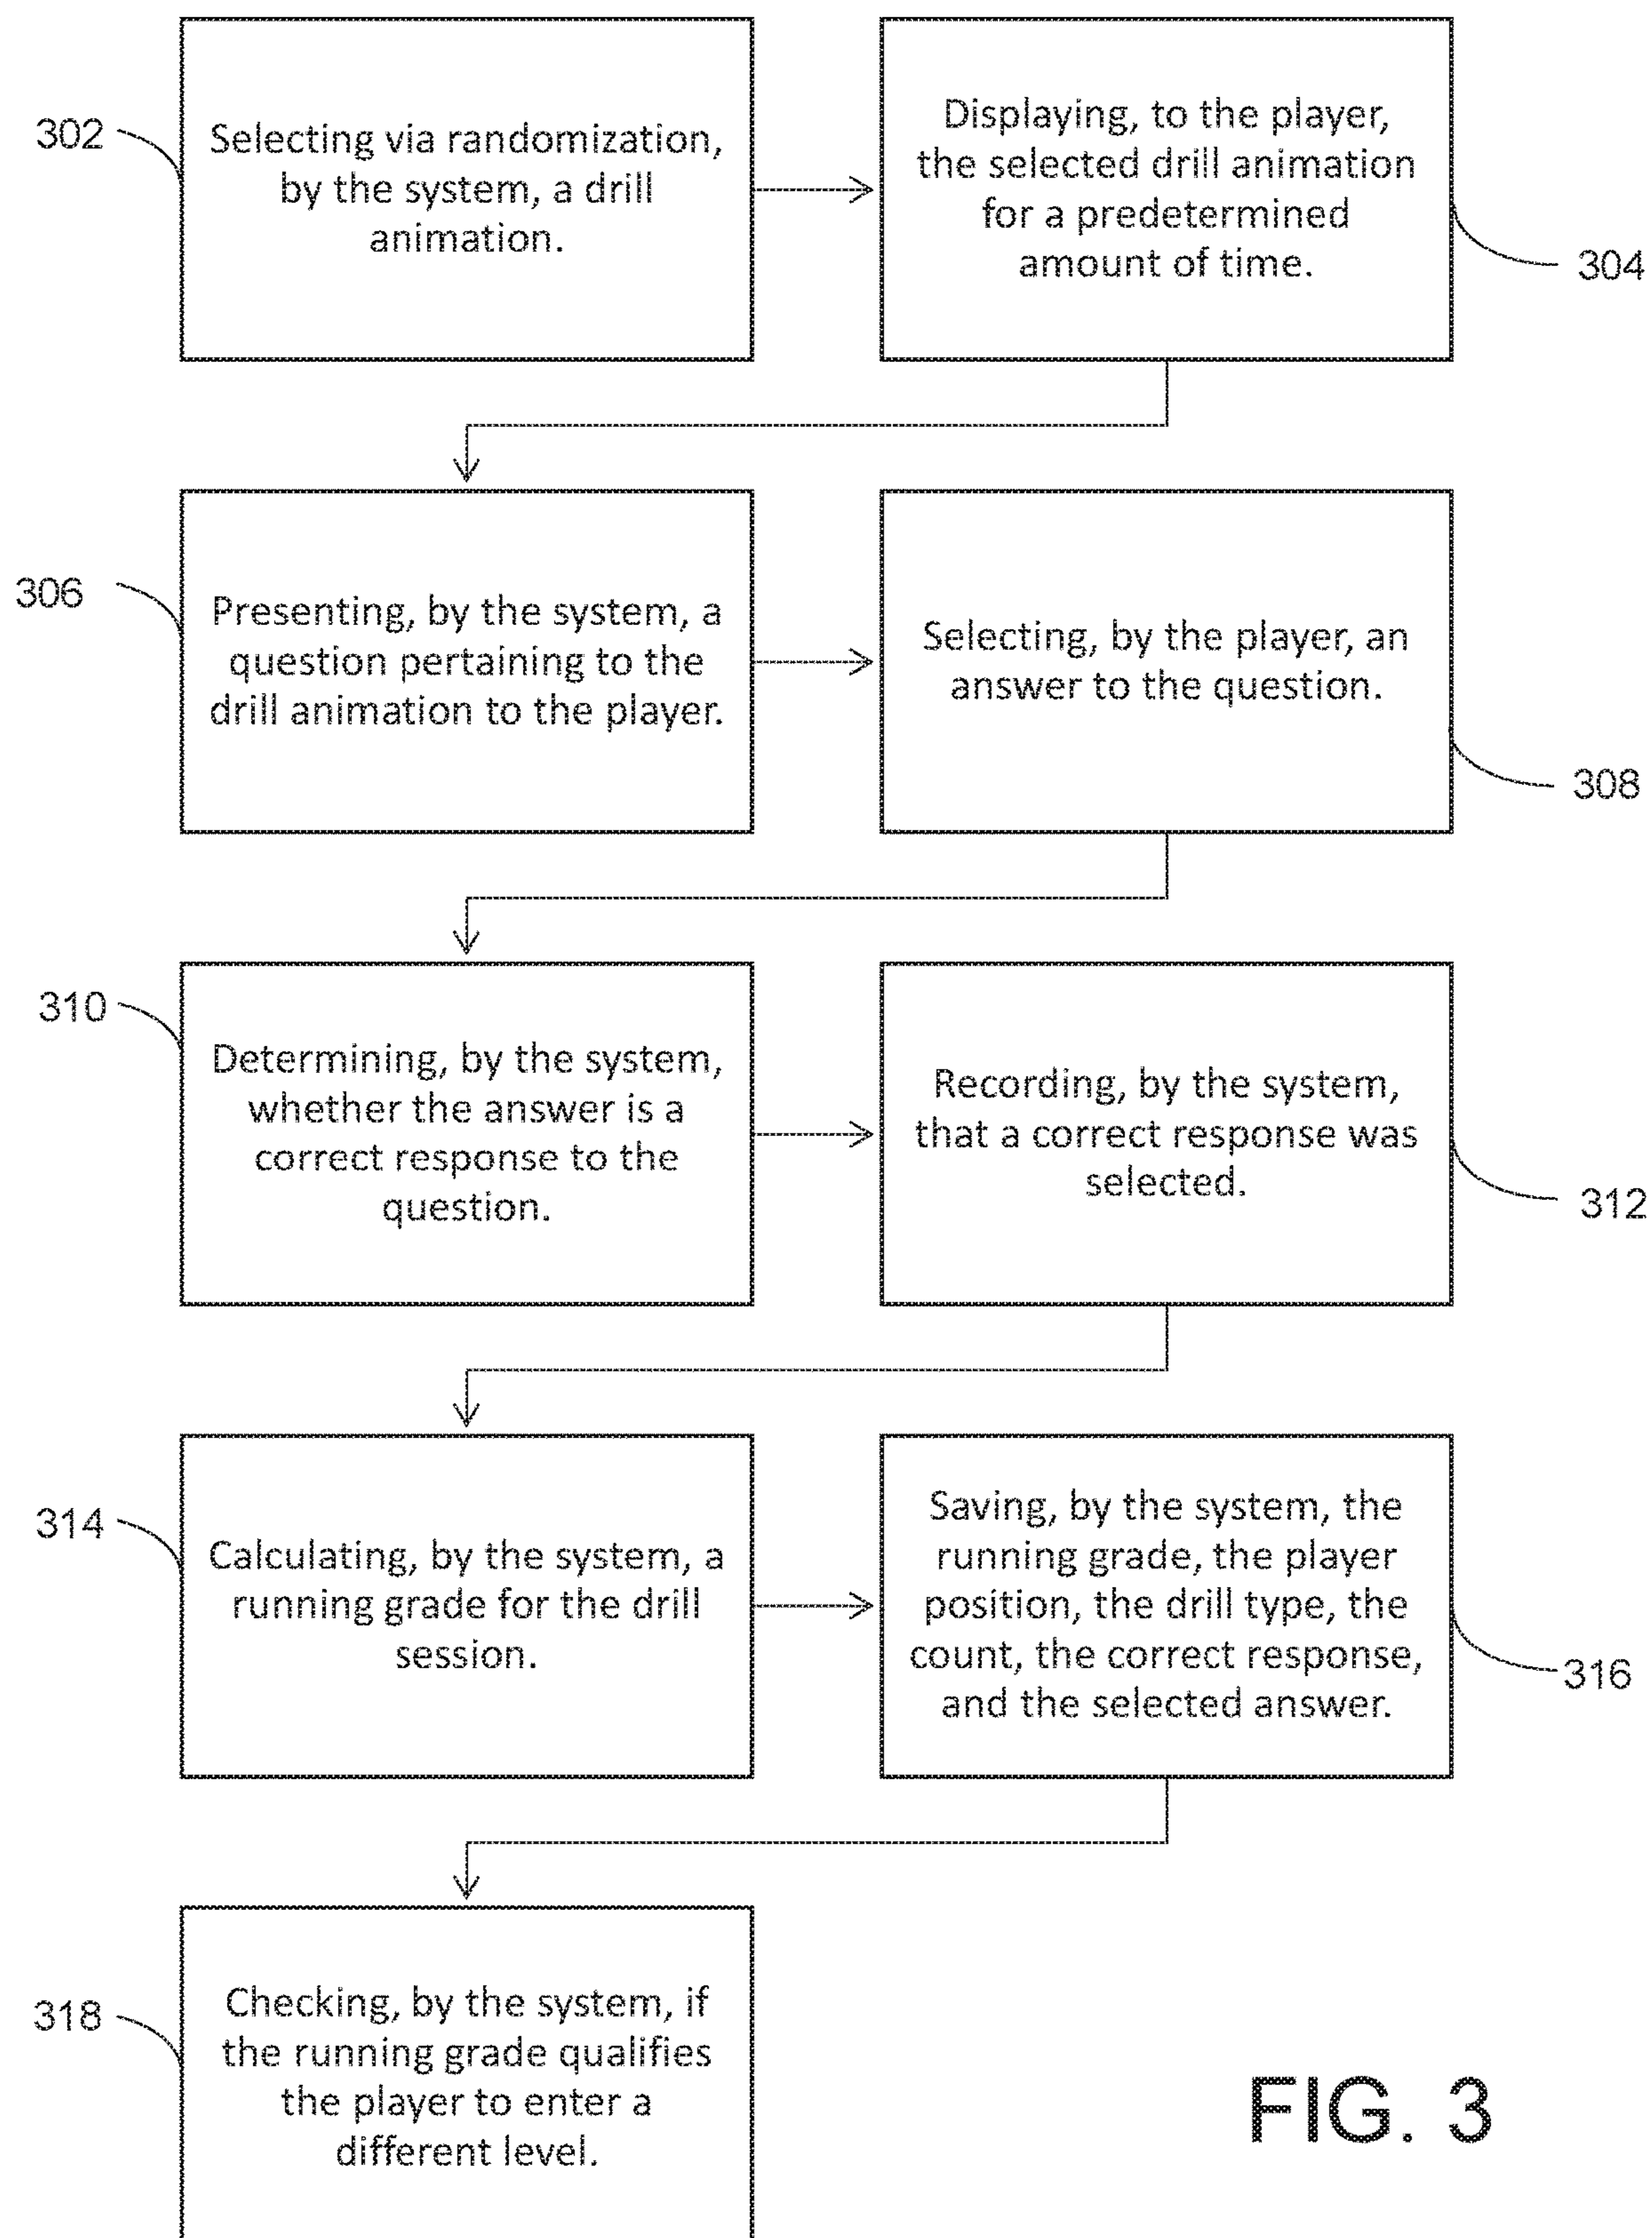 302
Selecting via randomization,
by the system, a drill
animation.
Displaying, to the player,
the selected drill animation
for a predetermined
amount of time.
304
306
Presenting, by the system, a
question pertaining to the
drill animation to the player.
Selecting, by the player, an
answer to the question.
308
310
Determining, by the system,
whether the answer is a
correct response to the
question.
Recording, by the system,
that a correct response was
selected.
312
314
Calculating, by the system, a
running grade for the drill
session.
Saving, by the system, the
running grade, the player
position, the drill type, the
count, the correct response,
and the selected answer.
316
318
Checking, by the system, if
the running grade qualifies
the player to enter a
different level.
FIG. 3